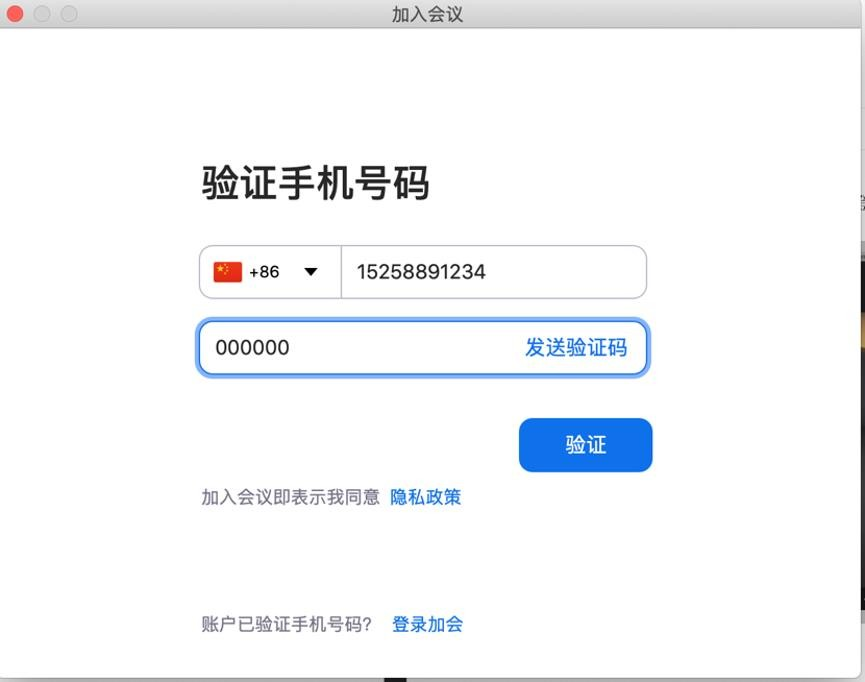 加入会议
验证手机号码
+86 15258891234
000000 发送验证码
验证
加入会议即表示我同意 隐私政策
账户已验证手机号码? 登录加会